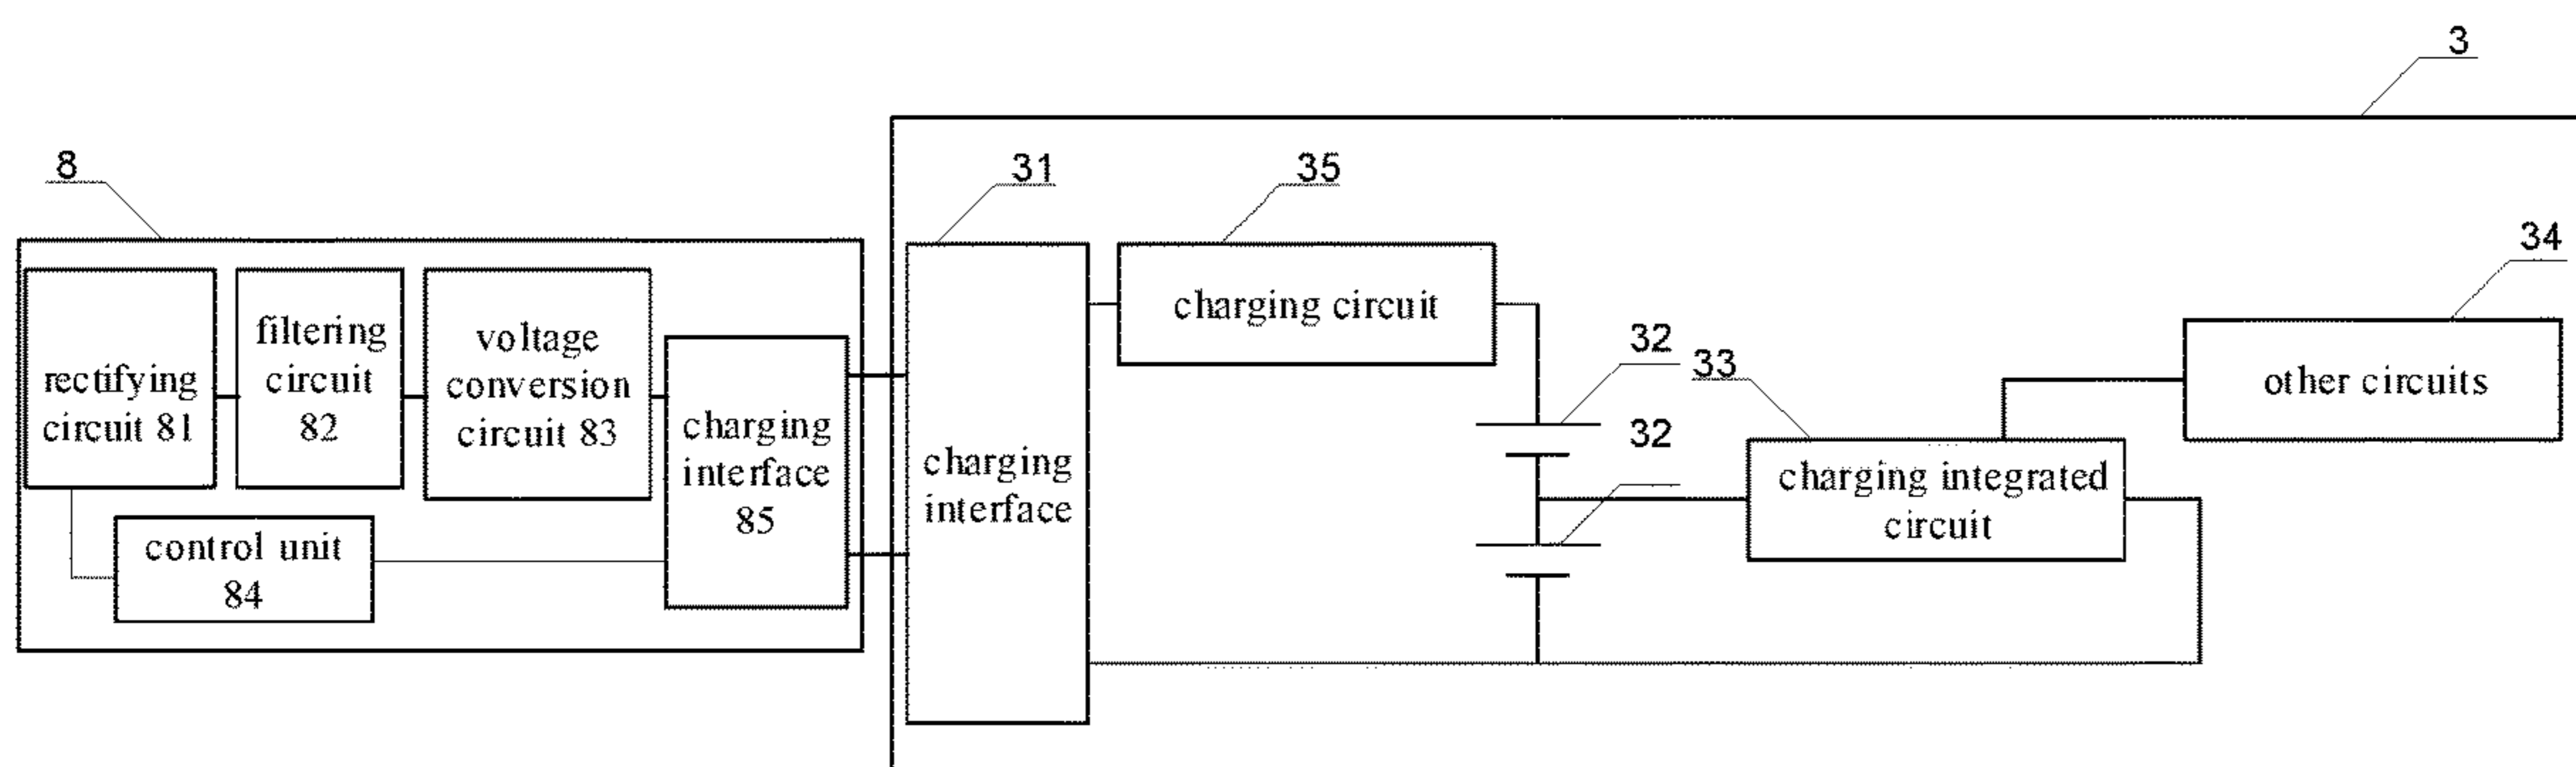 3
8
31
35
34
rectifying
circuit 81
filtering
circuit
82
voltage
conversion
circuit 83
charging
interface
85
control unit
84
charging
interface
charging circuit
32
32
33
charging integrated
circuit
other circuits